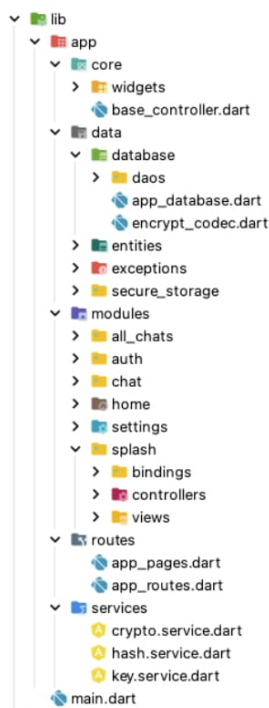 lib
app
core
widgets
base_controller.dart
data
database
daos
app_database.dart
encrypt_codec.dart
entities
exceptions
secure_storage
modules
all_chats
auth
chat
home
settings
splash
bindings
controllers
views
routes
app_pages.dart
app_routes.dart
services
crypto.service.dart
hash.service.dart
key.service.dart
main.dart